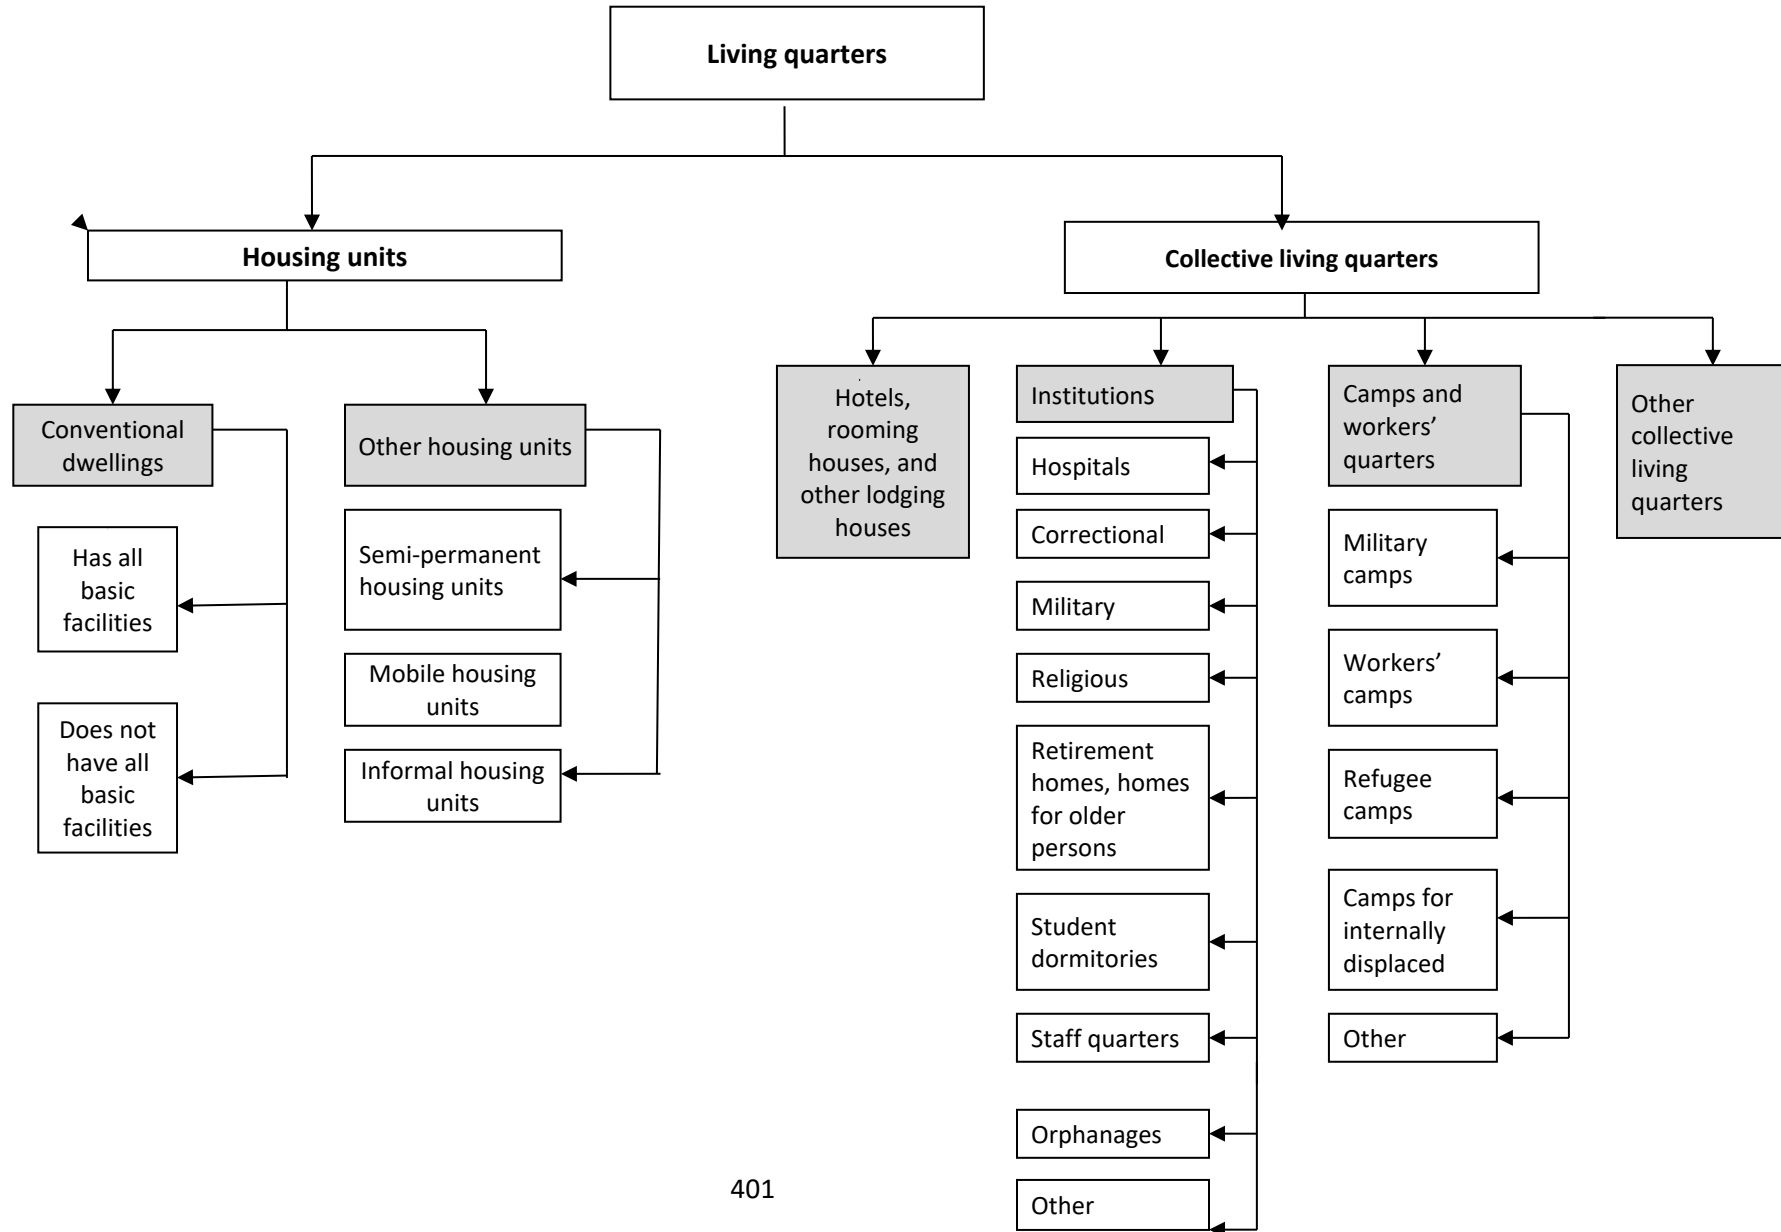 Living quarters
Housing units
Collective living quarters
Conventional
dwellings
Has all
basic
facilities
Does not
have all
basic
facilities
Other housing units
Semi-permanent
housing units
Mobile housing
units
Informal housing
units
Hotels,
rooming
houses, and
other lodging
houses
Institutions
Hospitals
Correctional
Military
Religious
Retirement
homes, homes
for older
persons
Student
dormitories
Staff quarters
Orphanages
Other
Camps and
workers’
quarters
Military
camps
Workers’
camps
Refugee
camps
Camps for
internally
displaced
Other
Other
collective
living
quarters
401